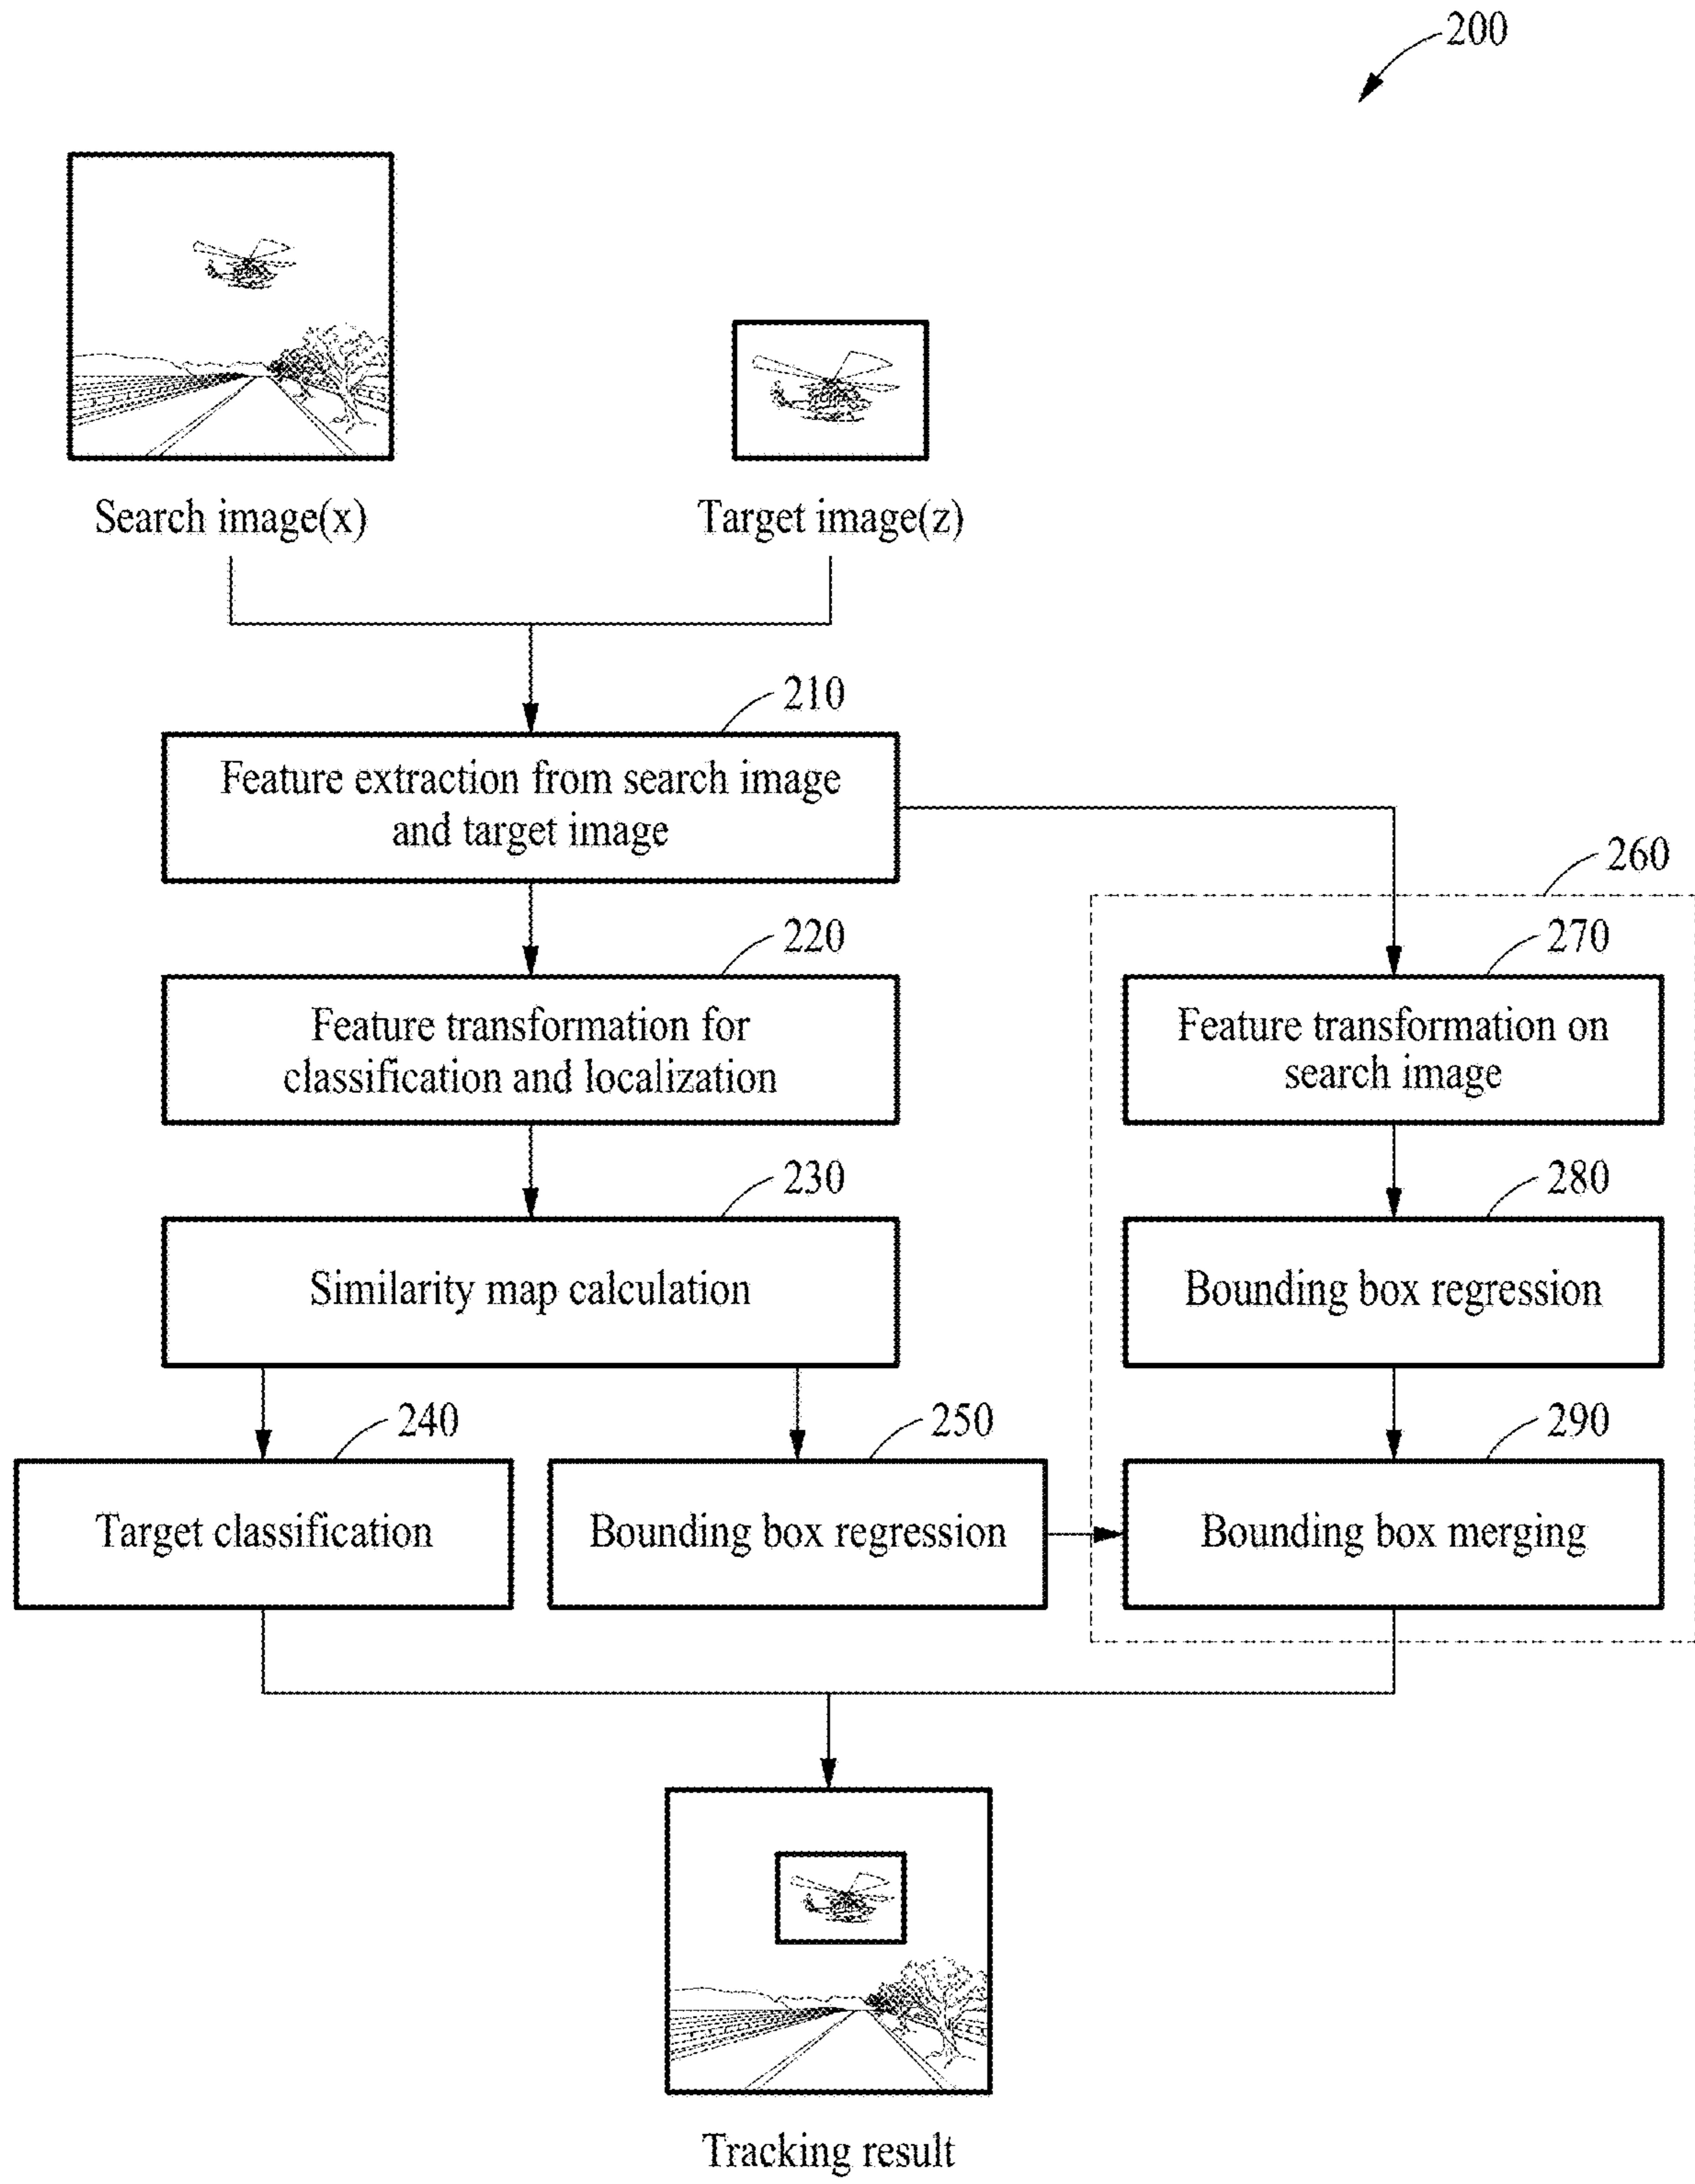 200
Search image(x)
Target image(z)
210
Feature extraction from search image
and target image
260
220
Feature transformation for
classification and localization
270
Feature transformation on
search image
230
Similarity map calculation
280
Bounding box regression
240
Target classification
250
Bounding box regression
290
Bounding box merging
Tracking result